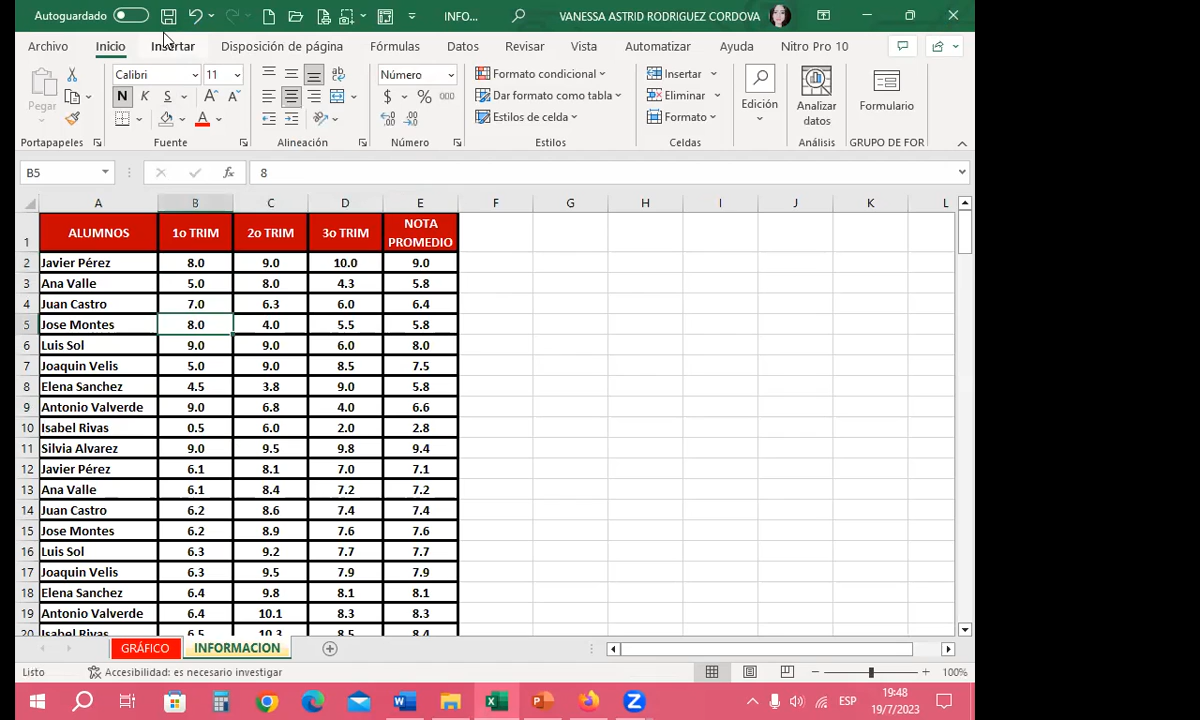 Autoguardado INFO... VANESSA ASTRID RODRIGUEZ CORDOVA
Archivo Inicio Insertar Disposición de página Fórmulas Datos Revisar Vista Automatizar Ayuda Nitro Pro 10
Pegar Calibri 11 Número Formato condicional Insertar Edición Analizar datos Formulario
N K S A A ab $ % 000 Dar formato como tabla Eliminar
A Estilos de celda Formato
Portapapeles Fuente Alineación Número Estilos Celdas Análisis GRUPO DE FOR
B5 fx 8
A B C D E F G H I J K L
1 ALUMNOS 1o TRIM 2o TRIM 3o TRIM NOTA PROMEDIO
2 Javier Pérez 8.0 9.0 10.0 9.0
3 Ana Valle 5.0 8.0 4.3 5.8
4 Juan Castro 7.0 6.3 6.0 6.4
5 Jose Montes 8.0 4.0 5.5 5.8
6 Luis Sol 9.0 9.0 6.0 8.0
7 Joaquin Velis 5.0 9.0 8.5 7.5
8 Elena Sanchez 4.5 3.8 9.0 5.8
9 Antonio Valverde 9.0 6.8 4.0 6.6
10 Isabel Rivas 0.5 6.0 2.0 2.8
11 Silvia Alvarez 9.0 9.5 9.8 9.4
12 Javier Pérez 6.1 8.1 7.0 7.1
13 Ana Valle 6.1 8.4 7.2 7.2
14 Juan Castro 6.2 8.6 7.4 7.4
15 Jose Montes 6.2 8.9 7.6 7.6
16 Luis Sol 6.3 9.2 7.7 7.7
17 Joaquin Velis 6.3 9.5 7.9 7.9
18 Elena Sanchez 6.4 9.8 8.1 8.1
19 Antonio Valverde 6.4 10.1 8.3 8.3
20 Isabel Rivas 6.5 10.3 8.5 8.4
GRÁFICO INFORMACION
Listo Accesibilidad: es necesario investigar 100%
ESP 19:48
19/7/2023